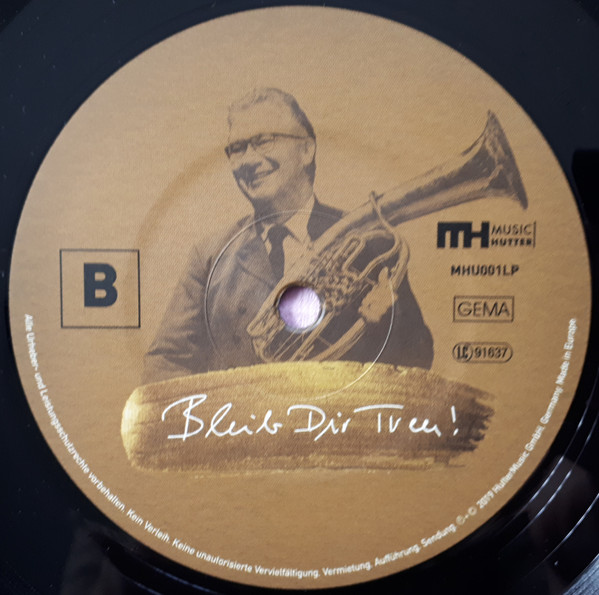 B
MH MUSIC
HUTTER
MHU001LP
GEMA
LC 91637
Bleib Dir Treu!
Alle Urheber- und Leistungsschutzrechte vorbehalten. Kein Verleih. Keine unautorisierte Vervielfältigung, Vermietung, Aufführung, Sendung. ℗ + © 2019 HutterMusic GmbH, Germany. Made in Europe.